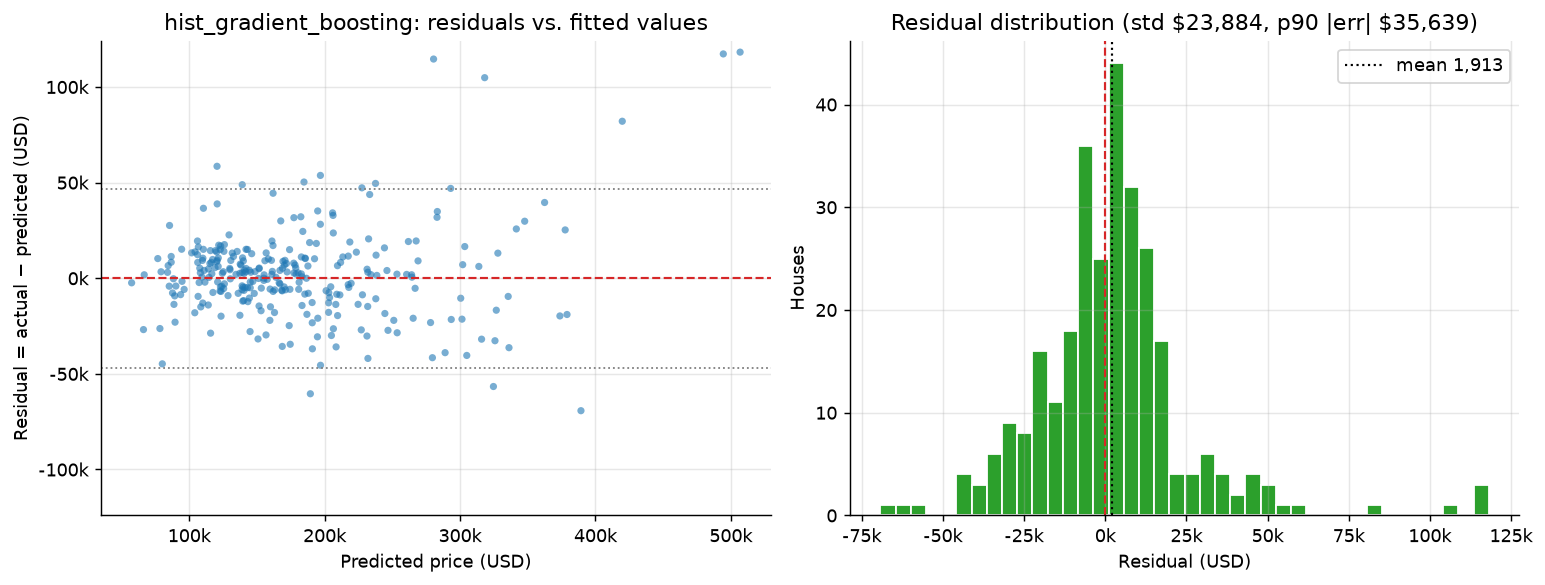 hist_gradient_boosting: residuals vs. fitted values
100k
50k
0k
-50k
-100k
Residual = actual − predicted (USD)
100k
200k
300k
400k
500k
Predicted price (USD)
Residual distribution (std $23,884, p90 |err| $35,639)
mean 1,913
40
30
20
10
0
Houses
-75k
-50k
-25k
0k
25k
50k
75k
100k
125k
Residual (USD)